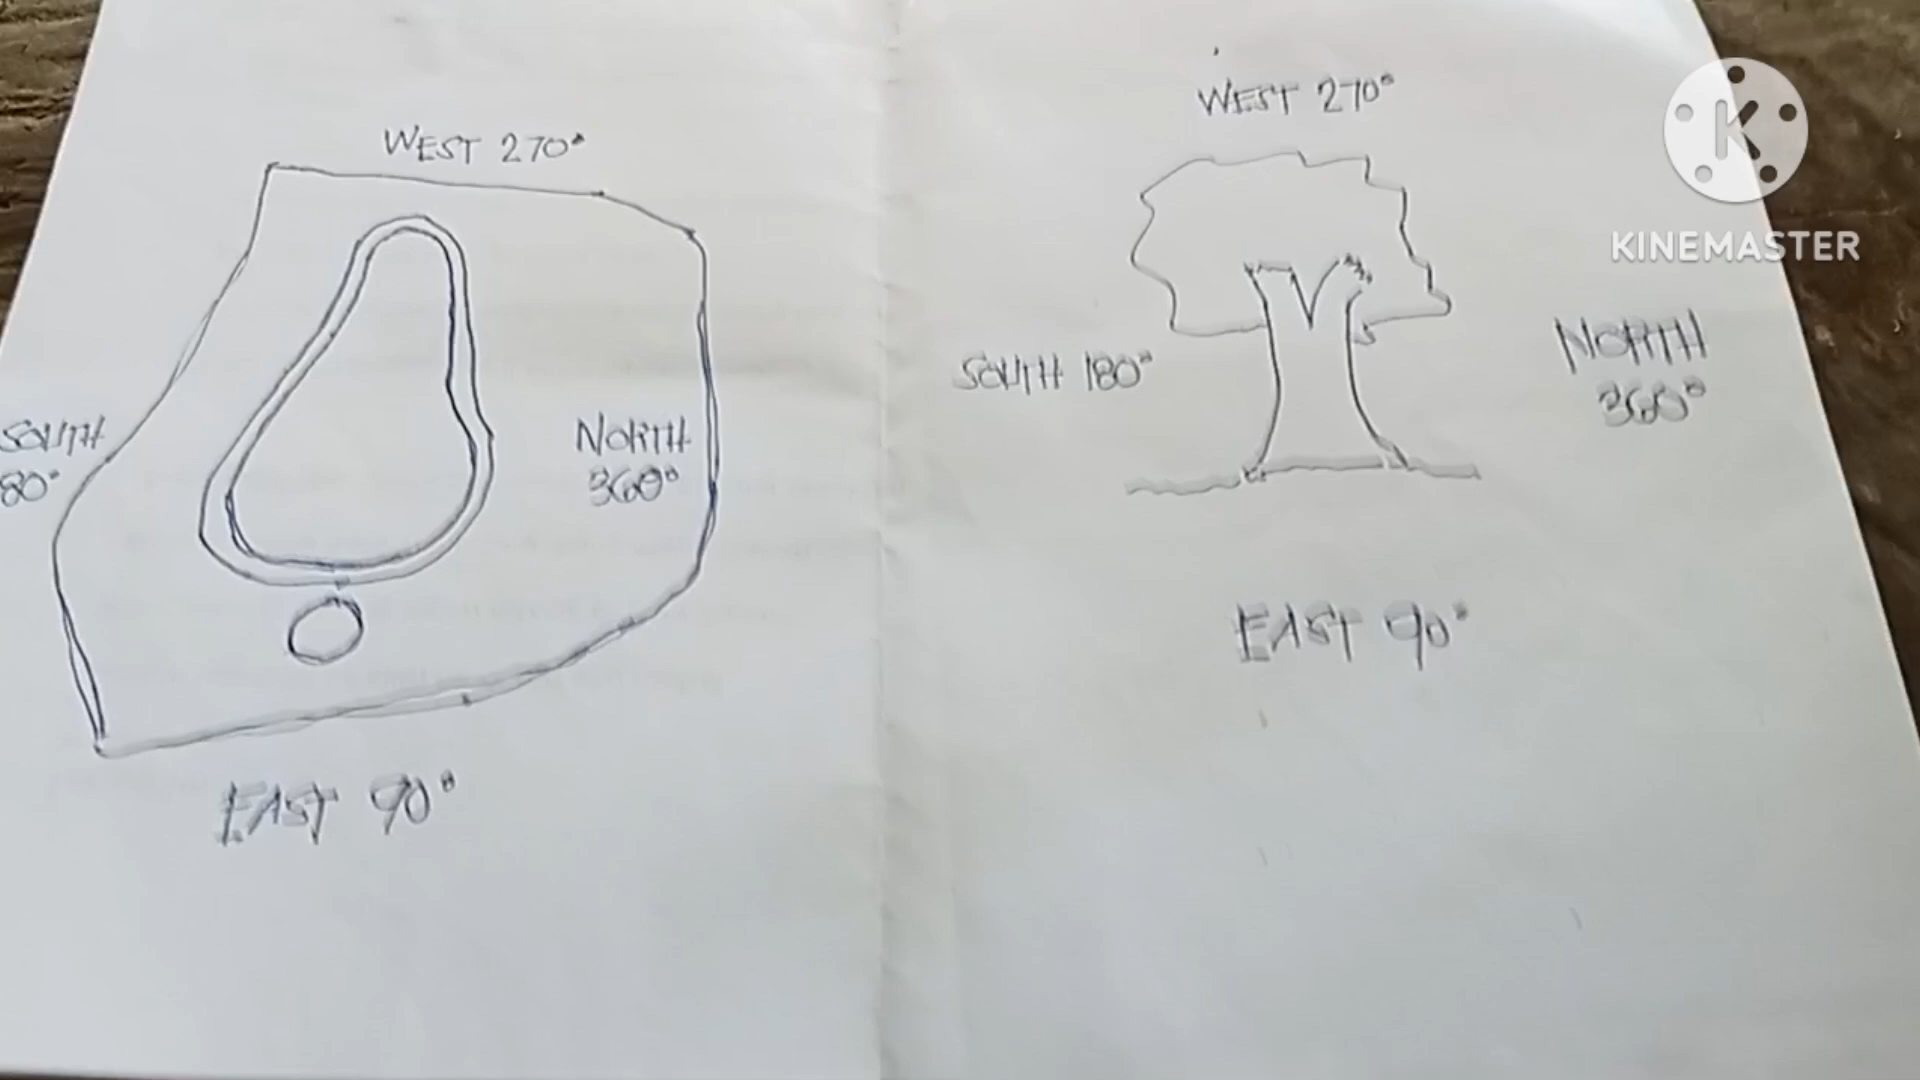 WEST 270°
SOUTH
80°
NORTH
360°
EAST 90°
WEST 270°
SOUTH 180°
NORTH
360°
EAST 90°
K
KINEMASTER